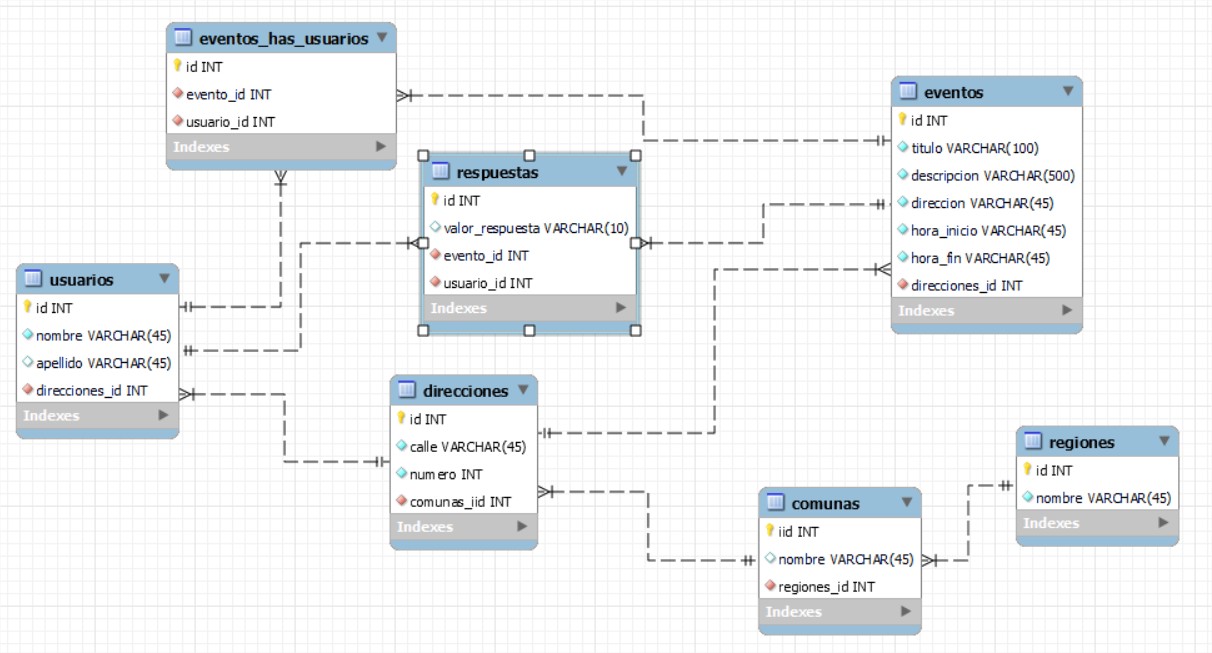 eventos_has_usuarios
id INT
evento_id INT
usuario_id INT
Indexes
respuestas
id INT
valor_respuesta VARCHAR(10)
evento_id INT
usuario_id INT
Indexes
eventos
id INT
titulo VARCHAR(100)
descripcion VARCHAR(500)
direccion VARCHAR(45)
hora_inicio VARCHAR(45)
hora_fin VARCHAR(45)
direcciones_id INT
Indexes
usuarios
id INT
nombre VARCHAR(45)
apellido VARCHAR(45)
direcciones_id INT
Indexes
direcciones
id INT
calle VARCHAR(45)
numero INT
comunas_iid INT
Indexes
comunas
iid INT
nombre VARCHAR(45)
regiones_id INT
Indexes
regiones
id INT
nombre VARCHAR(45)
Indexes